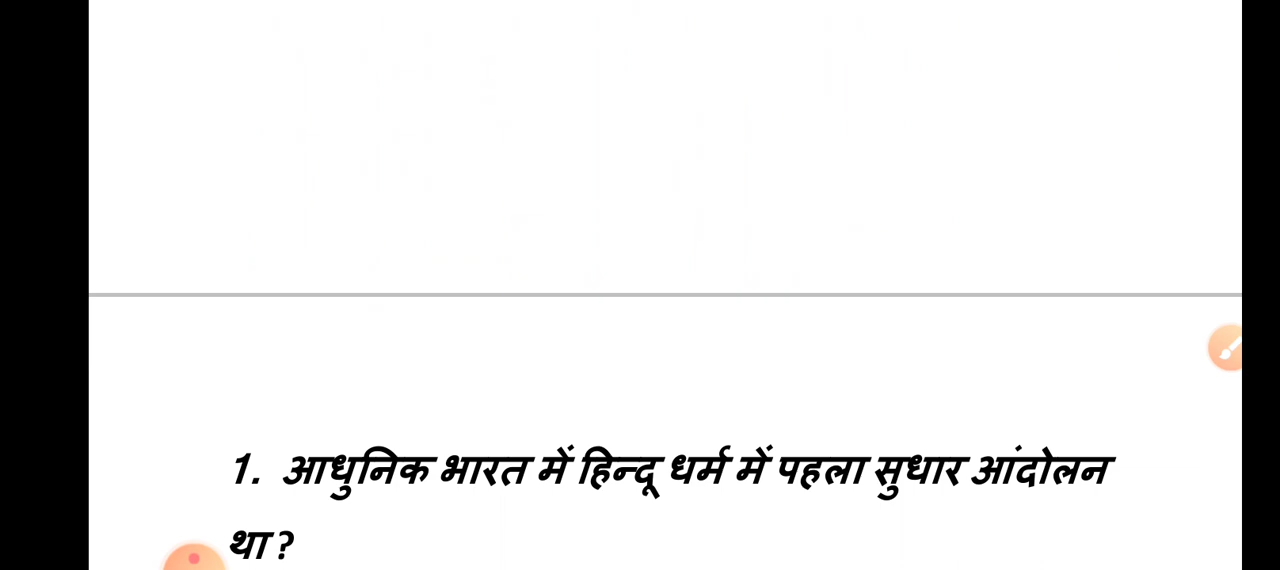 1. आधुनिक भारत में हिन्दू धर्म में पहला सुधार आंदोलन
था ?